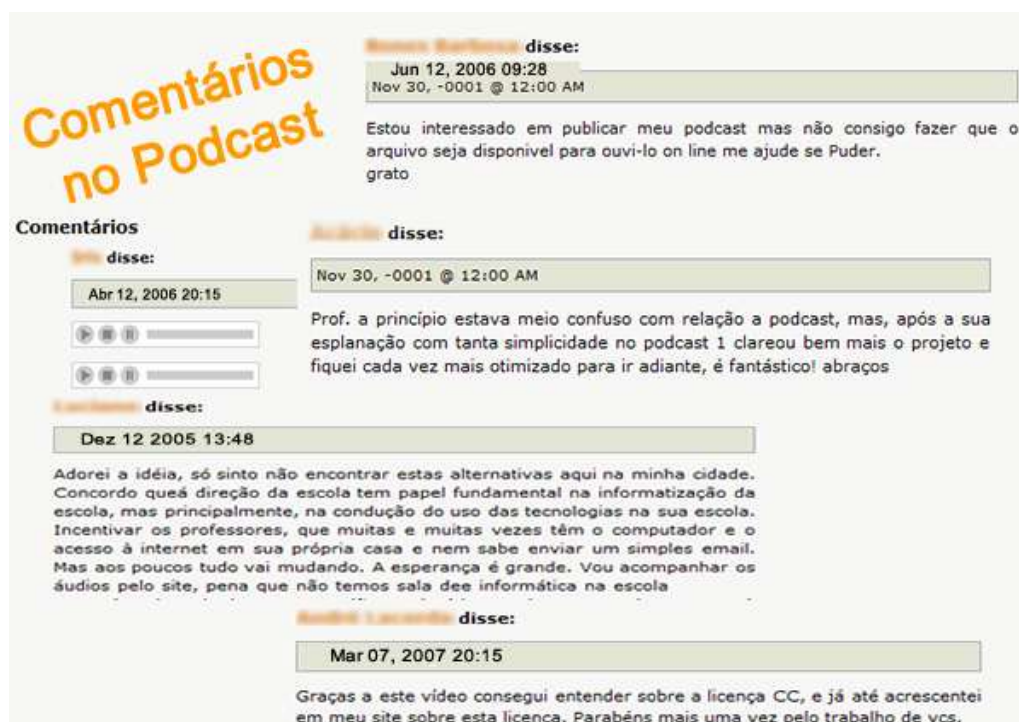 Comentários
no Podcast
disse:
Jun 12, 2006 09:28
Nov 30, -0001 @ 12:00 AM
Estou interessado em publicar meu podcast mas não consigo fazer que o
arquivo seja disponivel para ouvi-lo on line me ajude se Puder.
grato
Comentários
disse:
Abr 12, 2006 20:15
disse:
Nov 30, -0001 @ 12:00 AM
Prof. a princípio estava meio confuso com relação a podcast, mas, após a sua
esplanação com tanta simplicidade no podcast 1 clareou bem mais o projeto e
fiquei cada vez mais otimizado para ir adiante, é fantástico! abraços
disse:
Dez 12 2005 13:48
Adorei a idéia, só sinto não encontrar estas alternativas aqui na minha cidade.
Concordo queá direção da escola tem papel fundamental na informatização da
escola, mas principalmente, na condução do uso das tecnologias na sua escola.
Incentivar os professores, que muitas e muitas vezes têm o computador e o
acesso à internet em sua própria casa e nem sabe enviar um simples email.
Mas aos poucos tudo vai mudando. A esperança é grande. Vou acompanhar os
áudios pelo site, pena que não temos sala dee informática na escola
disse:
Mar 07, 2007 20:15
Graças a este vídeo consegui entender sobre a licença CC, e já até acrescentei
em meu site sobre esta licença. Parabéns mais uma vez pelo trabalho de vcs.